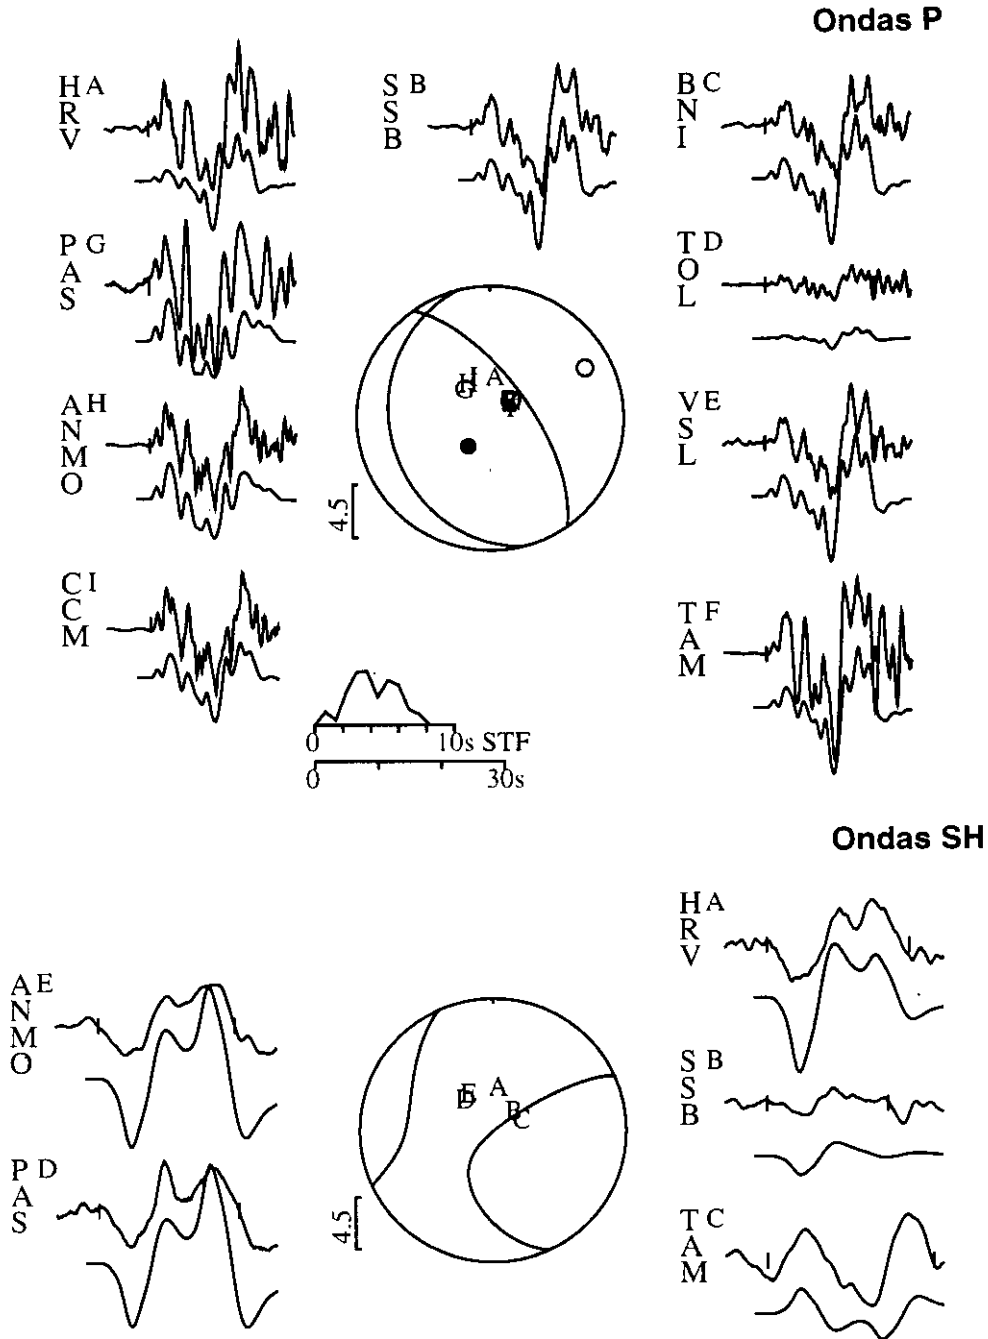 Ondas P
HRV A
SSB B
BNI C
PAS G
TOL D
ANMO H
VSL E
CCM I
TAM F
G H I A
4.5
0 10s STF
0 30s
Ondas SH
HRV A
ANMO E
SSB B
PAS D
TAM C
D E A B C
4.5